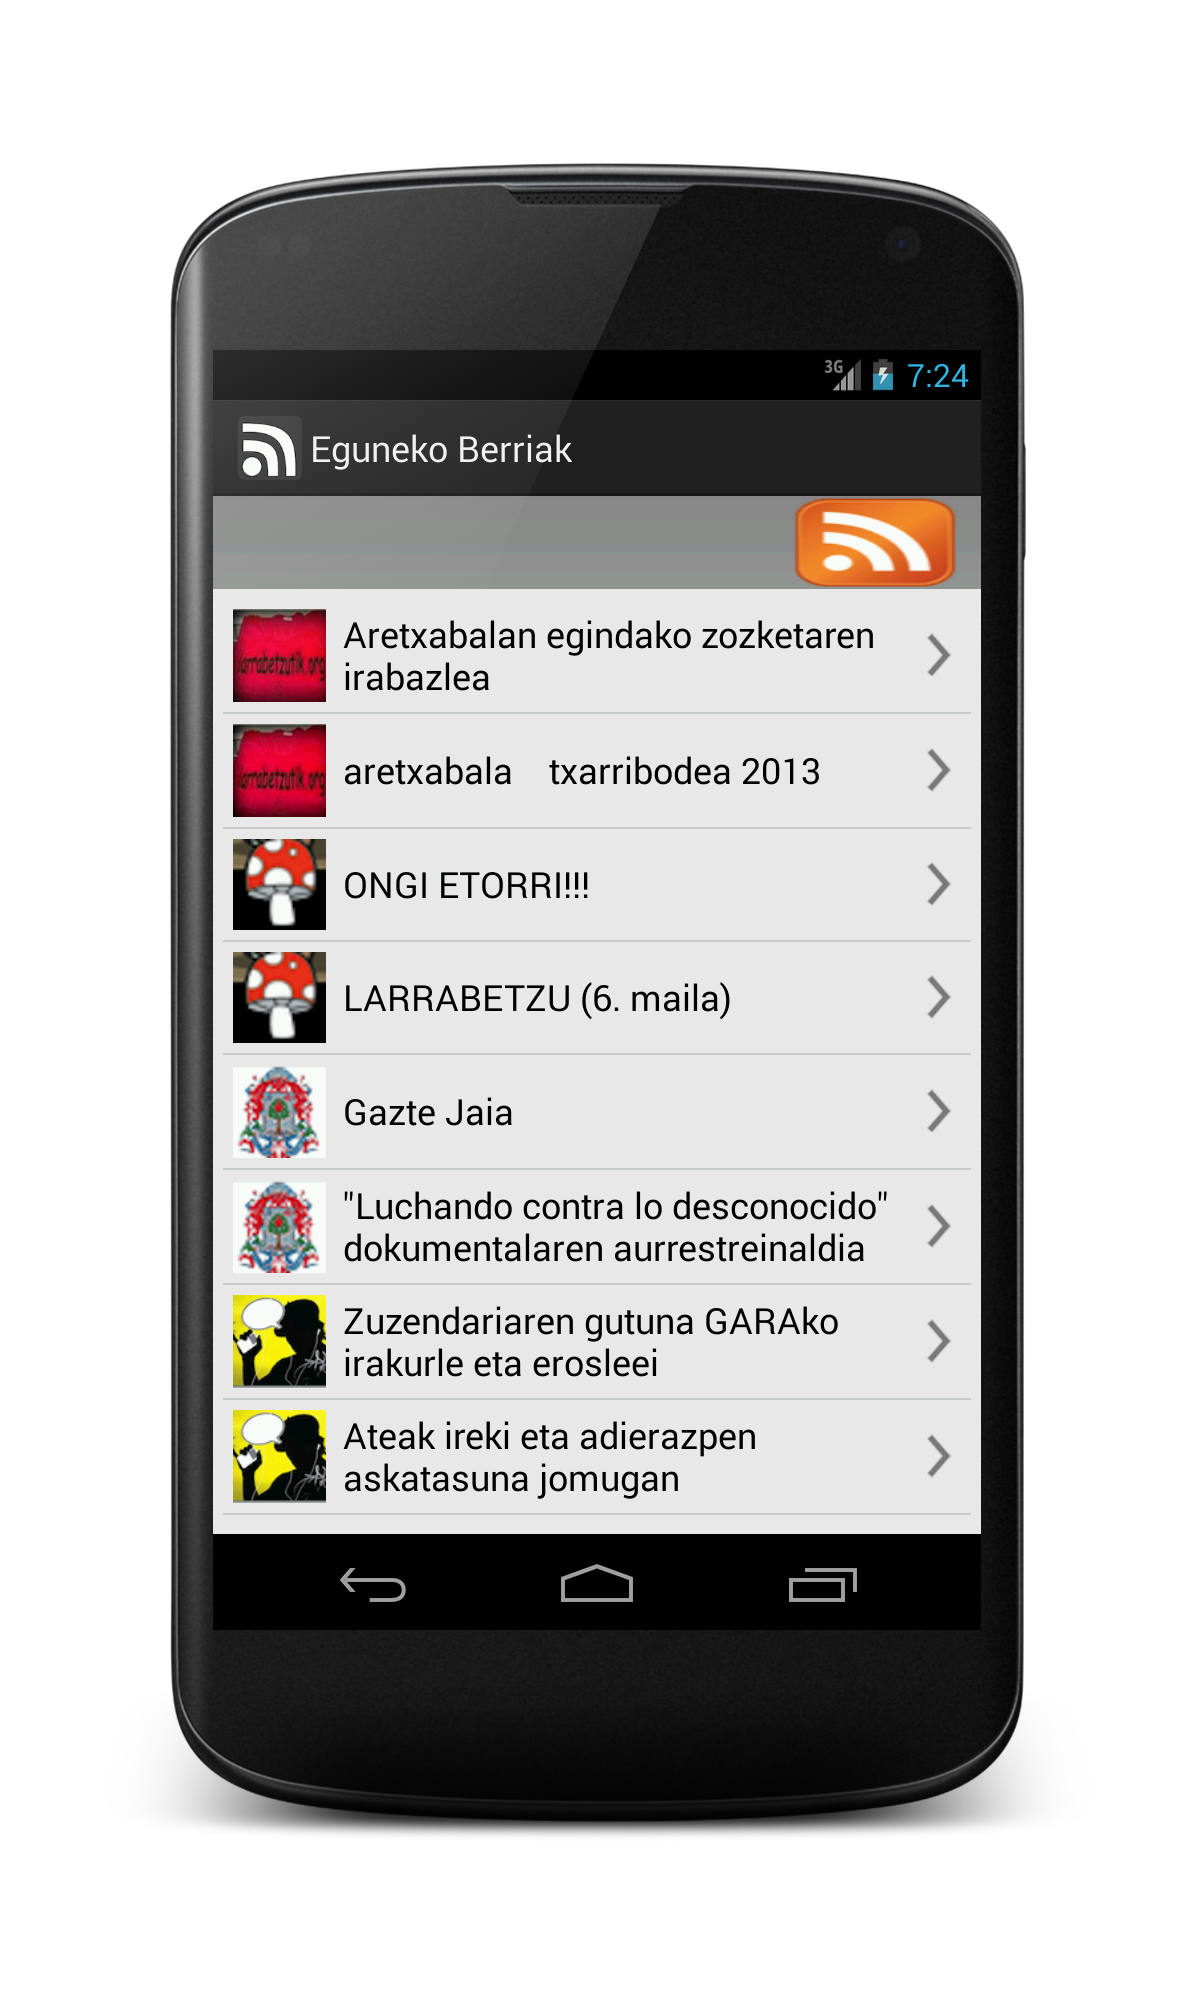 3G 7:24
Eguneko Berriak
larrabetzutik.org
Aretxabalan egindako zozketaren
irabazlea
larrabetzutik.org
aretxabala txarribodea 2013
ONGI ETORRI!!!
LARRABETZU (6. maila)
Gazte Jaia
"Luchando contra lo desconocido"
dokumentalaren aurrestreinaldia
Zuzendariaren gutuna GARAko
irakurle eta erosleei
Ateak ireki eta adierazpen
askatasuna jomugan